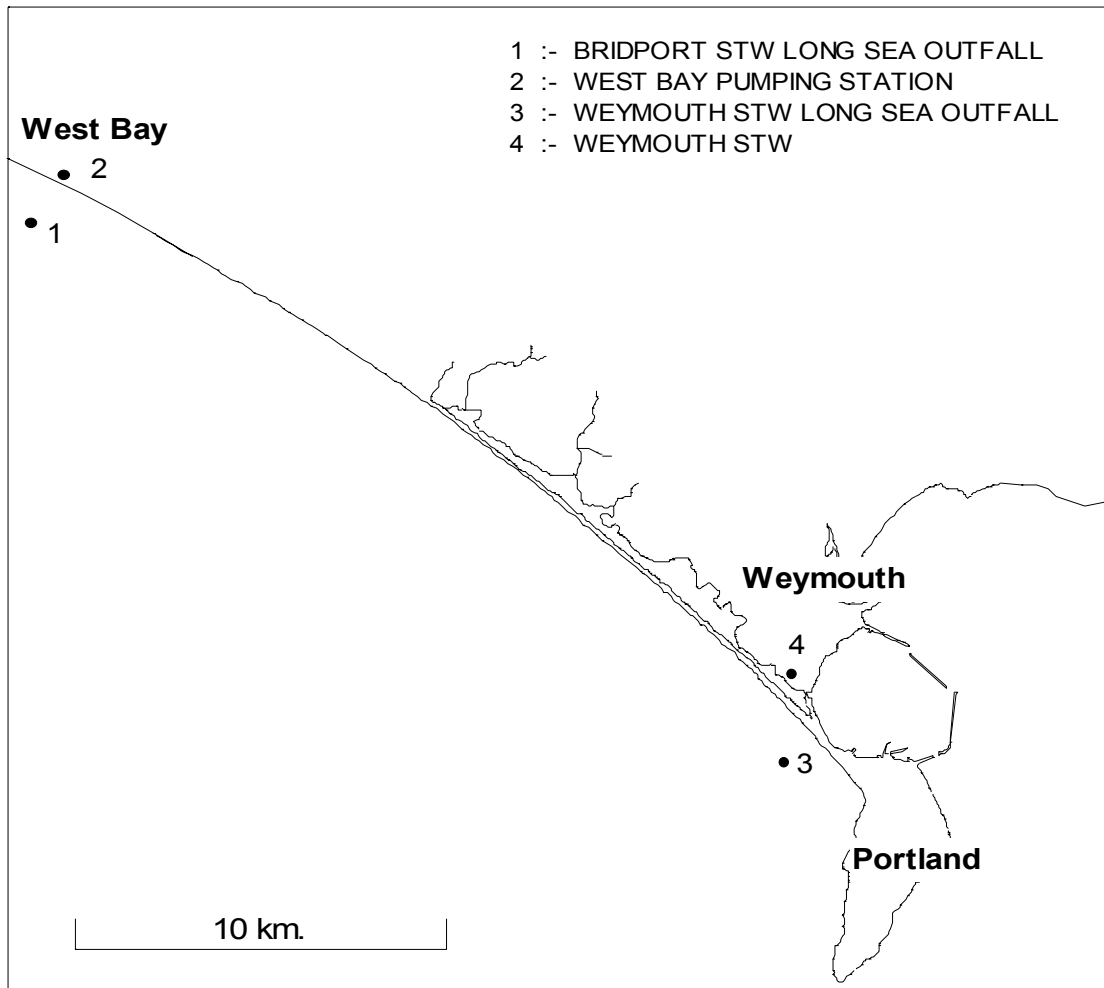 1 :- BRIDPORT STW LONG SEA OUTFALL
2 :- WEST BAY PUMPING STATION
3 :- WEYMOUTH STW LONG SEA OUTFALL
4 :- WEYMOUTH STW
West Bay
2
1
Weymouth
4
3
Portland
10 km.